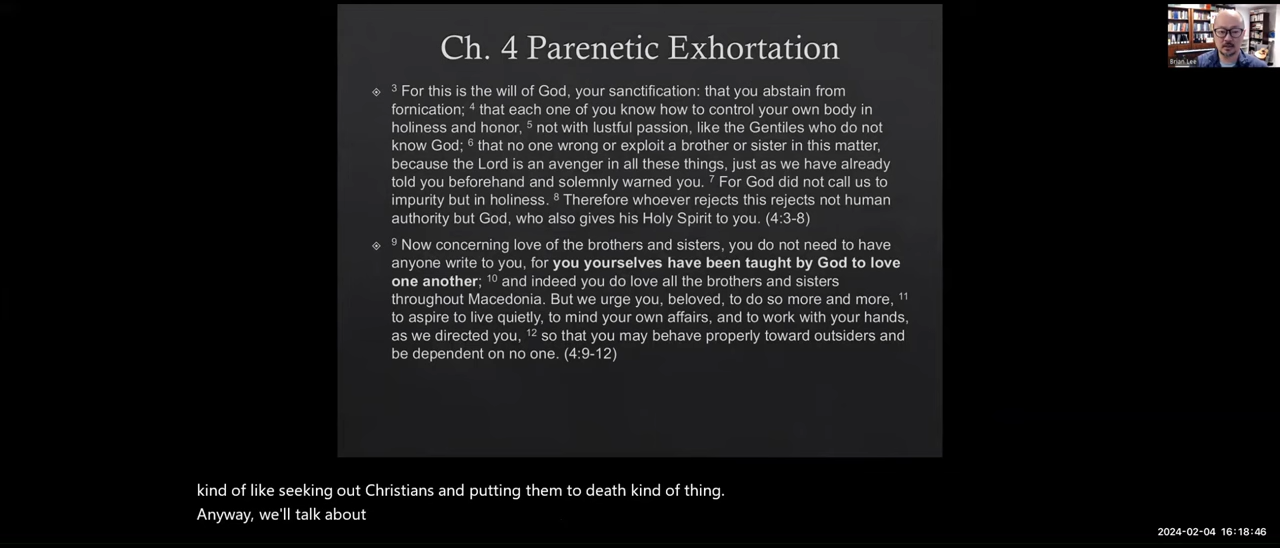 Ch. 4 Parenetic Exhortation
Brian Lee
3 For this is the will of God, your sanctification: that you abstain from
fornication; 4 that each one of you know how to control your own body in
holiness and honor, 5 not with lustful passion, like the Gentiles who do not
know God; 6 that no one wrong or exploit a brother or sister in this matter,
because the Lord is an avenger in all these things, just as we have already
told you beforehand and solemnly warned you. 7 For God did not call us to
impurity but in holiness. 8 Therefore whoever rejects this rejects not human
authority but God, who also gives his Holy Spirit to you. (4:3-8)
9 Now concerning love of the brothers and sisters, you do not need to have
anyone write to you, for you yourselves have been taught by God to love
one another; 10 and indeed you do love all the brothers and sisters
throughout Macedonia. But we urge you, beloved, to do so more and more, 11
to aspire to live quietly, to mind your own affairs, and to work with your hands,
as we directed you, 12 so that you may behave properly toward outsiders and
be dependent on no one. (4:9-12)
kind of like seeking out Christians and putting them to death kind of thing.
Anyway, we'll talk about
2024-02-04 16:18:46